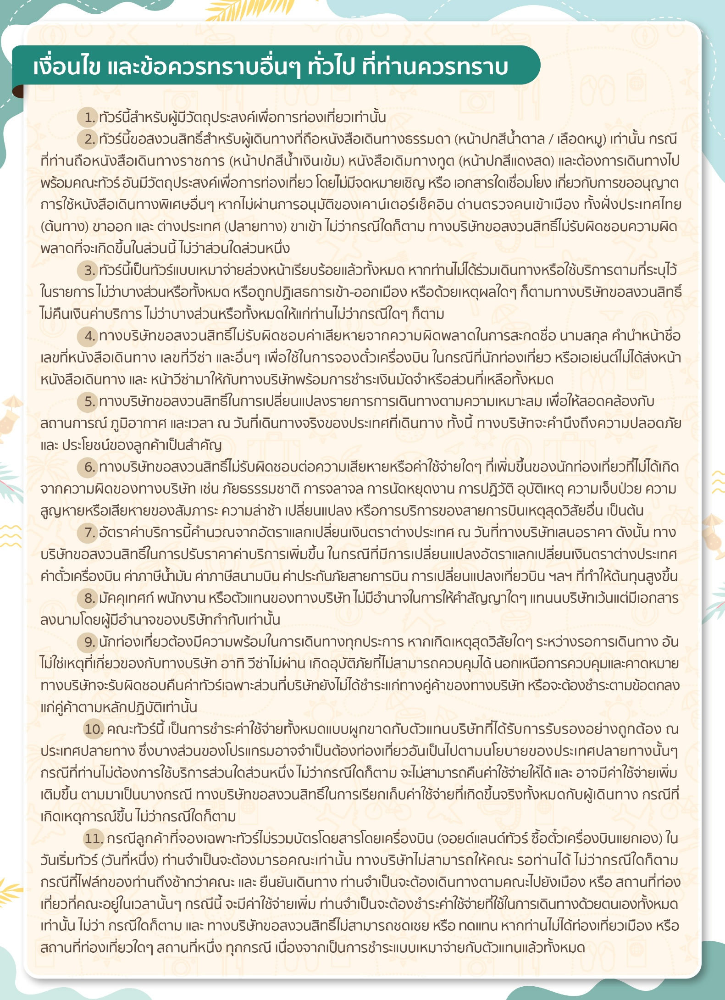 เงื่อนไข และข้อควรทราบอื่นๆ ทั่วไป ที่ท่านควรทราบ
1. ทัวร์นี้สำหรับผู้มีวัตถุประสงค์เพื่อการท่องเที่ยวเท่านั้น
2. ทัวร์นี้ขอสงวนสิทธิ์สำหรับผู้เดินทางที่ถือหนังสือเดินทางธรรมดา (หน้าปกสีน้ำตาล / เลือดหมู) เท่านั้น กรณี
ที่ท่านถือหนังสือเดินทางราชการ (หน้าปกสีน้ำเงินเข้ม) หนังสือเดิมทางทูต (หน้าปกสีแดงสด) และต้องการเดินทางไป
พร้อมคณะทัวร์ อันมีวัตถุประสงค์เพื่อการท่องเที่ยว โดยไม่มีจดหมายเชิญ หรือ เอกสารใดเชื่อมโยง เกี่ยวกับการขออนุญาต
การใช้หนังสือเดินทางพิเศษอื่นๆ หากไม่ผ่านการอนุมัติของเคาน์เตอร์เช็คอิน ด่านตรวจคนเข้าเมือง ทั้งฝั่งประเทศไทย
(ต้นทาง) ขาออก และ ต่างประเทศ (ปลายทาง) ขาเข้า ไม่ว่ากรณีใดก็ตาม ทางบริษัทขอสงวนสิทธิ์ไม่รับผิดชอบความผิด
พลาดที่จะเกิดขึ้นในส่วนนี้ ไม่ว่าส่วนใดส่วนหนึ่ง
3. ทัวร์นี้เป็นทัวร์แบบเหมาจ่ายล่วงหน้าเรียบร้อยแล้วทั้งหมด หากท่านไม่ได้ร่วมเดินทางหรือใช้บริการตามที่ระบุไว้
ในรายการ ไม่ว่าบางส่วนหรือทั้งหมด หรือถูกปฏิเสธการเข้า-ออกเมือง หรือด้วยเหตุผลใดๆ ก็ตามทางบริษัทขอสงวนสิทธิ์
ไม่คืนเงินค่าบริการ ไม่ว่าบางส่วนหรือทั้งหมดให้แก่ท่านไม่ว่ากรณีใดๆ ก็ตาม
4. ทางบริษัทขอสงวนสิทธิ์ไม่รับผิดชอบค่าเสียหายจากความผิดพลาดในการสะกดชื่อ นามสกุล คำนำหน้าชื่อ
เลขที่หนังสือเดินทาง เลขที่วีซ่า และอื่นๆ เพื่อใช้ในการจองตั๋วเครื่องบิน ในกรณีที่นักท่องเที่ยว หรือเอเย่นต์ไม่ได้ส่งหน้า
หนังสือเดินทาง และ หน้าวีซ่ามาให้กับทางบริษัทพร้อมการชำระเงินมัดจำหรือส่วนที่เหลือทั้งหมด
5. ทางบริษัทขอสงวนสิทธิ์ในการเปลี่ยนแปลงรายการการเดินทางตามความเหมาะสม เพื่อให้สอดคล้องกับ
สถานการณ์ ภูมิอากาศ และเวลา ณ วันที่เดินทางจริงของประเทศที่เดินทาง ทั้งนี้ ทางบริษัทจะคำนึงถึงความปลอดภัย
และ ประโยชน์ของลูกค้าเป็นสำคัญ
6. ทางบริษัทขอสงวนสิทธิ์ไม่รับผิดชอบต่อความเสียหายหรือค่าใช้จ่ายใดๆ ที่เพิ่มขึ้นของนักท่องเที่ยวที่ไม่ได้เกิด
จากความผิดของทางบริษัท เช่น ภัยธรรรมชาติ การจลาจล การนัดหยุดงาน การปฏิวัติ อุบัติเหตุ ความเจ็บป่วย ความ
สูญหายหรือเสียหายของสัมภาระ ความล่าช้า เปลี่ยนแปลง หรือการบริการของสายการบินเหตุสุดวิสัยอื่น เป็นต้น
7. อัตราค่าบริการนี้คำนวณจากอัตราแลกเปลี่ยนเงินตราต่างประเทศ ณ วันที่ทางบริษัทเสนอราคา ดังนั้น ทาง
บริษัทขอสงวนสิทธิ์ในการปรับราคาค่าบริการเพิ่มขึ้น ในกรณีที่มีการเปลี่ยนแปลงอัตราแลกเปลี่ยนเงินตราต่างประเทศ
ค่าตั๋วเครื่องบิน ค่าภาษีน้ำมัน ค่าภาษีสนามบิน ค่าประกันภัยสายการบิน การเปลี่ยนแปลงเที่ยวบิน ฯลฯ ที่ทำให้ต้นทุนสูงขึ้น
8. มัคคุเทศก์ พนักงาน หรือตัวแทนของทางบริษัท ไม่มีอำนาจในการให้คำสัญญาใดๆ แทนนบริษัทเว้นแต่มีเอกสาร
ลงนามโดยผู้มีอำนาจของบริษัทกำกับเท่านั้น
9. นักท่องเที่ยวต้องมีความพร้อมในการเดินทางทุกประการ หากเกิดเหตุสุดวิสัยใดๆ ระหว่างรอการเดินทาง อัน
ไม่ใช่เหตุที่เกี่ยวของกับทางบริษัท อาทิ วีซ่าไม่ผ่าน เกิดอุบัติภัยที่ไม่สามารถควบคุมได้ นอกเหนือการควบคุมและคาดหมาย
ทางบริษัทจะรับผิดชอบคืนค่าทัวร์เฉพาะส่วนที่บริษัทยังไม่ได้ชำระแก่ทางคู่ค้าของทางบริษัท หรือจะต้องชำระตามข้อตกลง
แก่คู่ค้าตามหลักปฏิบัติเท่านั้น
10. คณะทัวร์นี้ เป็นการชำระค่าใช้จ่ายทั้งหมดแบบผูกขาดกับตัวแทนบริษัทที่ได้รับการรับรองอย่างถูกต้อง ณ
ประเทศปลายทาง ซึ่งบางส่วนของโปรแกรมอาจจำเป็นต้องท่องเที่ยวอันเป็นไปตามนโยบายของประเทศปลายทางนั้นๆ
กรณีที่ท่านไม่ต้องการใช้บริการส่วนใดส่วนหนึ่ง ไม่ว่ากรณีใดก็ตาม จะไม่สามารถคืนค่าใช้จ่ายให้ได้ และ อาจมีค่าใช้จ่ายเพิ่ม
เติมขึ้น ตามมาเป็นบางกรณี ทางบริษัทขอสงวนสิทธิ์ในการเรียกเก็บค่าใช้จ่ายที่เกิดขึ้นจริงทั้งหมดกับผู้เดินทาง กรณีที่
เกิดเหตุการณ์ขึ้น ไม่ว่ากรณีใดก็ตาม
11. กรณีลูกค้าที่จองเฉพาะทัวร์ไม่รวมบัตรโดยสารโดยเครื่องบิน (จอยด์แลนด์ทัวร์ ซื้อตั๋วเครื่องบินแยกเอง) ใน
วันเริ่มทัวร์ (วันที่หนึ่ง) ท่านจำเป็นจะต้องมารอคณะเท่านั้น ทางบริษัทไม่สามารถให้คณะ รอท่านได้ ไม่ว่ากรณีใดก็ตาม
กรณีที่ไฟล์ทของท่านถึงช้ากว่าคณะ และ ยืนยันเดินทาง ท่านจำเป็นจะต้องเดินทางตามคณะไปยังเมือง หรือ สถานที่ท่อง
เที่ยวที่คณะอยู่ในเวลานั้นๆ กรณีนี้ จะมีค่าใช้จ่ายเพิ่ม ท่านจำเป็นจะต้องชำระค่าใช้จ่ายที่ใช้ในการเดินทางด้วยตนเองทั้งหมด
เท่านั้น ไม่ว่า กรณีใดก็ตาม และ ทางบริษัทขอสงวนสิทธิ์ไม่สามารถชดเชย หรือ ทดแทน หากท่านไม่ได้ท่องเที่ยวเมือง หรือ
สถานที่ท่องเที่ยวใดๆ สถานที่หนึ่ง ทุกกรณี เนื่องจากเป็นการชำระแบบเหมาจ่ายกับตัวแทนแล้วทั้งหมด